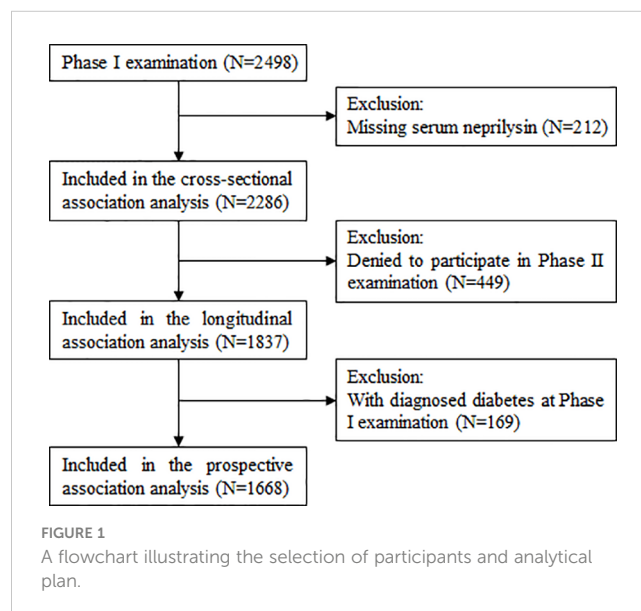 Phase I examination (N=2498)
Exclusion:
Missing serum neprilysin (N=212)
Included in the cross-sectional
association analysis (N=2286)
Exclusion:
Denied to participate in Phase II
examination (N=449)
Included in the longitudinal
association analysis (N=1837)
Exclusion:
With diagnosed diabetes at Phase
I examination (N=169)
Included in the prospective
association analysis (N=1668)
FIGURE 1
A flowchart illustrating the selection of participants and analytical
plan.